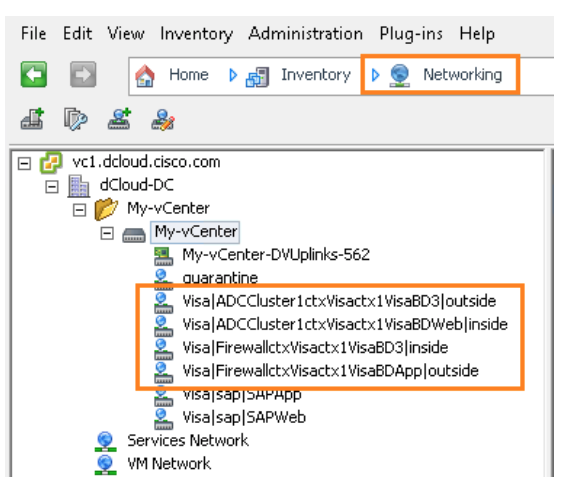 File Edit View Inventory Administration Plug-ins Help
Home Inventory Networking
vc1.dcloud.cisco.com
dCloud-DC
My-vCenter
My-vCenter
My-vCenter-DVUplinks-562
quarantine
Visa|ADCCluster1ctxVisactx1VisaBD3|outside
Visa|ADCCluster1ctxVisactx1VisaBDWeb|inside
Visa|FirewallctxVisactx1VisaBD3|inside
Visa|FirewallctxVisactx1VisaBDApp|outside
Visa|sap|SAPApp
Visa|sap|SAPWeb
Services Network
VM Network